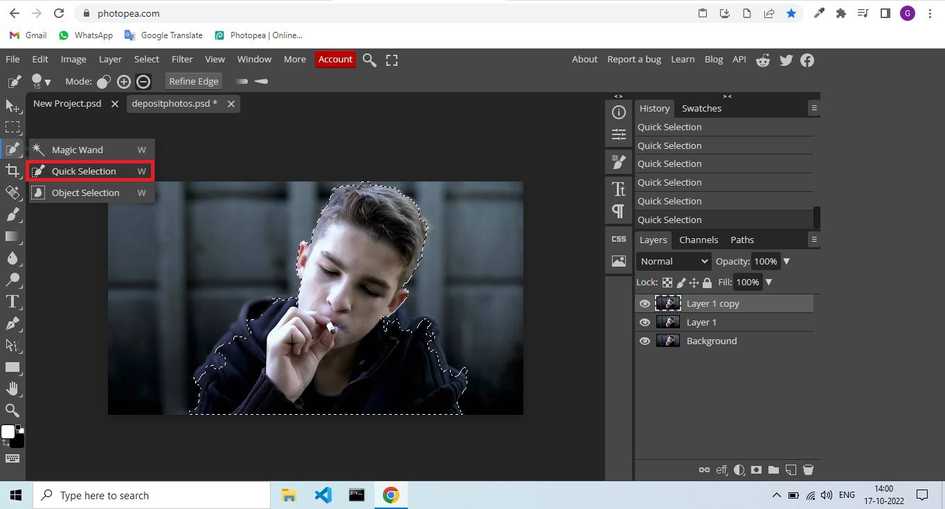 photopea.com
G
Gmail WhatsApp Google Translate Photopea | Online...
File Edit Image Layer Select Filter View Window More Account About Report a bug Learn Blog API
15 Mode: Refine Edge
New Project.psd depositphotos.psd *
History Swatches
Magic Wand W
Quick Selection W
Object Selection W
Quick Selection
Quick Selection
Quick Selection
Quick Selection
Quick Selection
Quick Selection
CSS
Layers Channels Paths
Normal Opacity: 100%
Lock: Fill: 100%
Layer 1 copy
Layer 1
Background
eff
Type here to search
ENG
14:00
17-10-2022